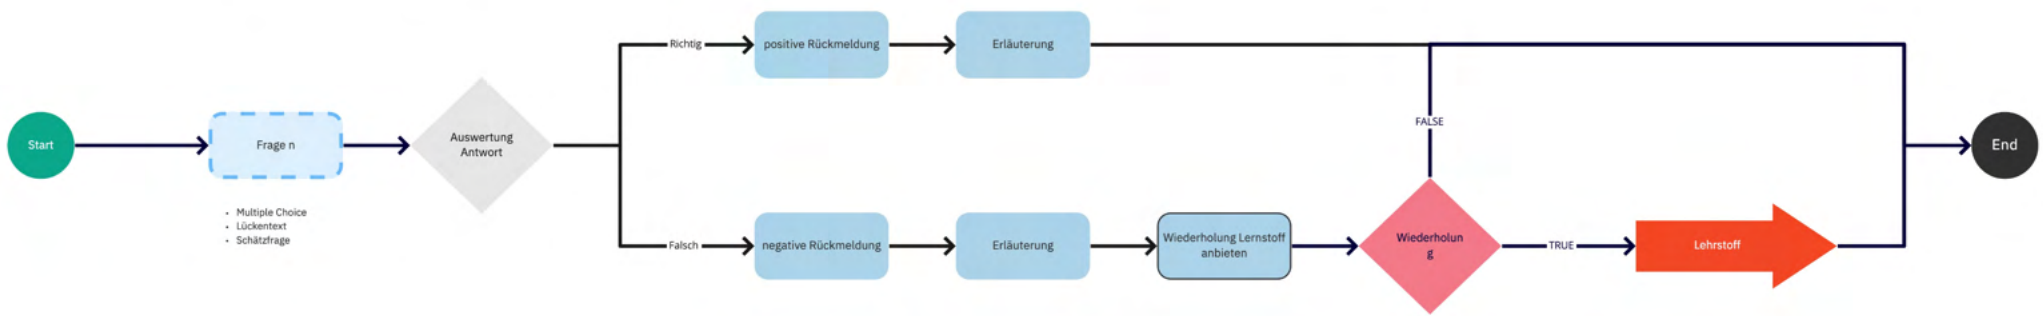 Start
Frage n
• Multiple Choice
• Lückentext
• Schätzfrage
Auswertung
Antwort
Richtig
positive Rückmeldung
Erläuterung
Falsch
negative Rückmeldung
Erläuterung
Wiederholung Lernstoff
anbieten
Wiederholun
g
FALSE
TRUE
Lehrstoff
End